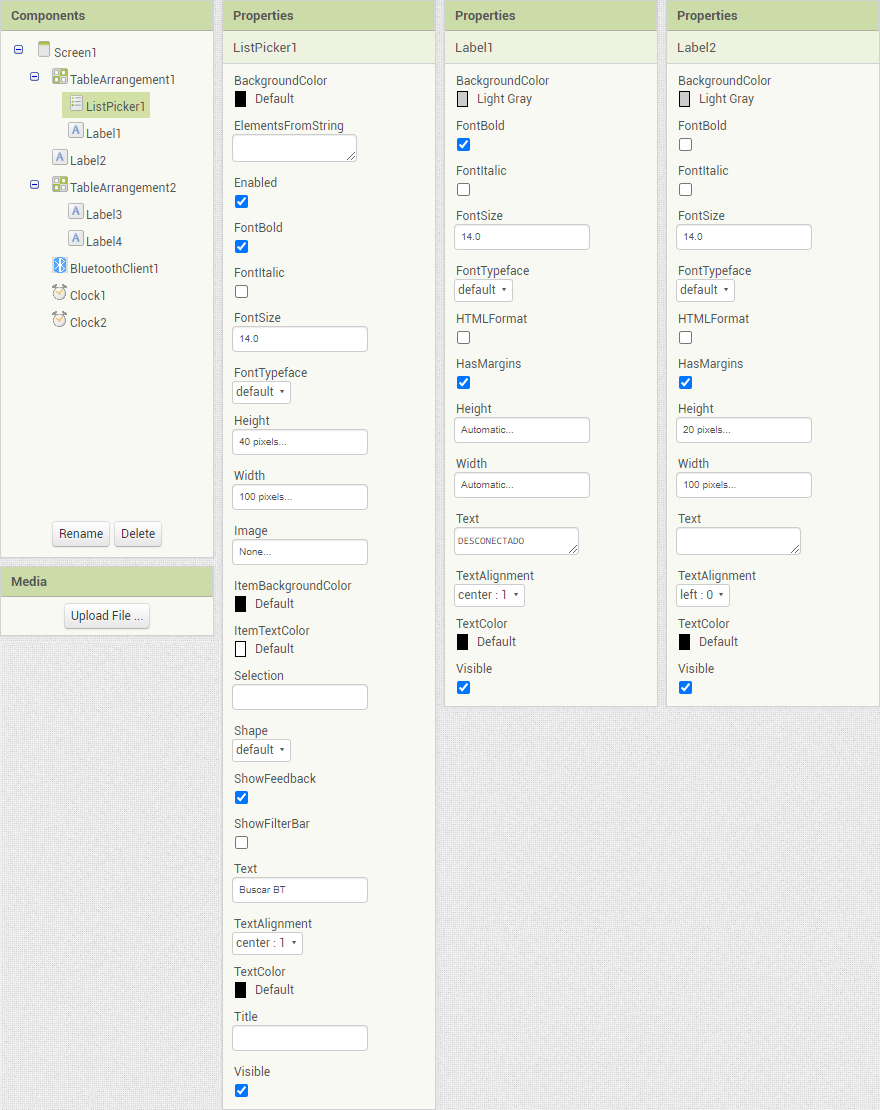 Components
Screen1
TableArrangement1
ListPicker1
Label1
Label2
TableArrangement2
Label3
Label4
BluetoothClient1
Clock1
Clock2
Rename Delete
Media
Upload File ...
Properties
ListPicker1
BackgroundColor
Default
ElementsFromString
Enabled
FontBold
FontItalic
FontSize
14.0
FontTypeface
default
Height
40 pixels...
Width
100 pixels...
Image
None...
ItemBackgroundColor
Default
ItemTextColor
Default
Selection
Shape
default
ShowFeedback
ShowFilterBar
Text
Buscar BT
TextAlignment
center : 1
TextColor
Default
Title
Visible
Properties
Label1
BackgroundColor
Light Gray
FontBold
FontItalic
FontSize
14.0
FontTypeface
default
HTMLFormat
HasMargins
Height
Automatic...
Width
Automatic...
Text
DESCONECTADO
TextAlignment
center : 1
TextColor
Default
Visible
Properties
Label2
BackgroundColor
Light Gray
FontBold
FontItalic
FontSize
14.0
FontTypeface
default
HTMLFormat
HasMargins
Height
20 pixels...
Width
100 pixels...
Text
TextAlignment
left : 0
TextColor
Default
Visible